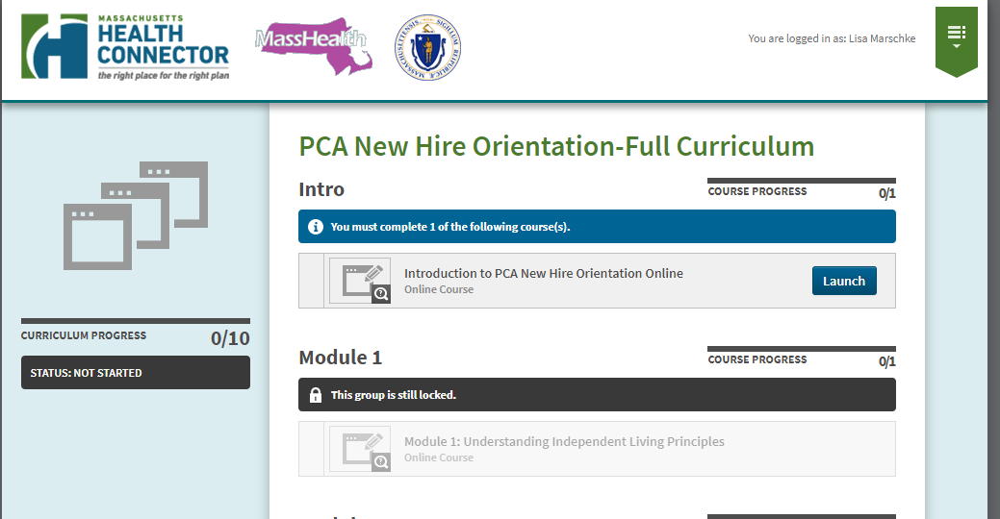 MASSACHUSETTS
HEALTH
CONNECTOR
the right place for the right plan
MassHealth
You are logged in as: Lisa Marschke
PCA New Hire Orientation-Full Curriculum
Intro
COURSE PROGRESS 0/1
You must complete 1 of the following course(s).
Introduction to PCA New Hire Orientation Online
Online Course
Launch
CURRICULUM PROGRESS 0/10
STATUS: NOT STARTED
Module 1
COURSE PROGRESS 0/1
This group is still locked.
Module 1: Understanding Independent Living Principles
Online Course